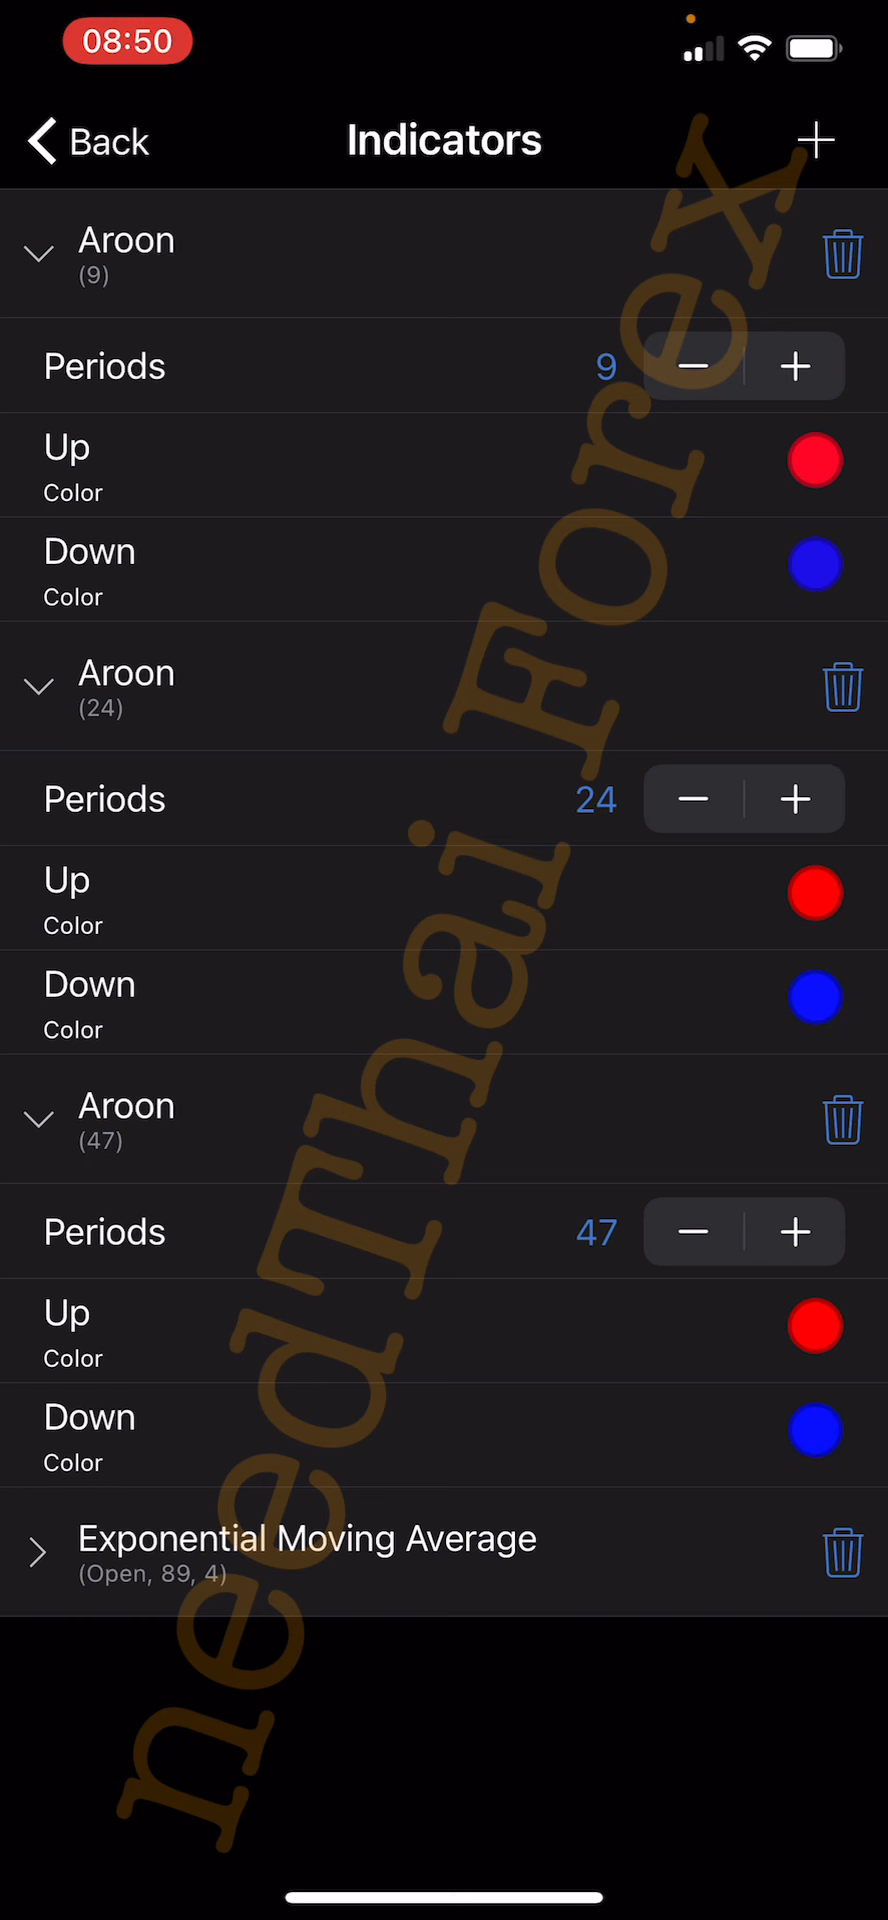 08:50
Back
Indicators
Aroon
(9)
Periods
9
Up
Color
Down
Color
Aroon
(24)
Periods
24
Up
Color
Down
Color
Aroon
(47)
Periods
47
Up
Color
Down
Color
Exponential Moving Average
(Open, 89, 4)
needThai Forex